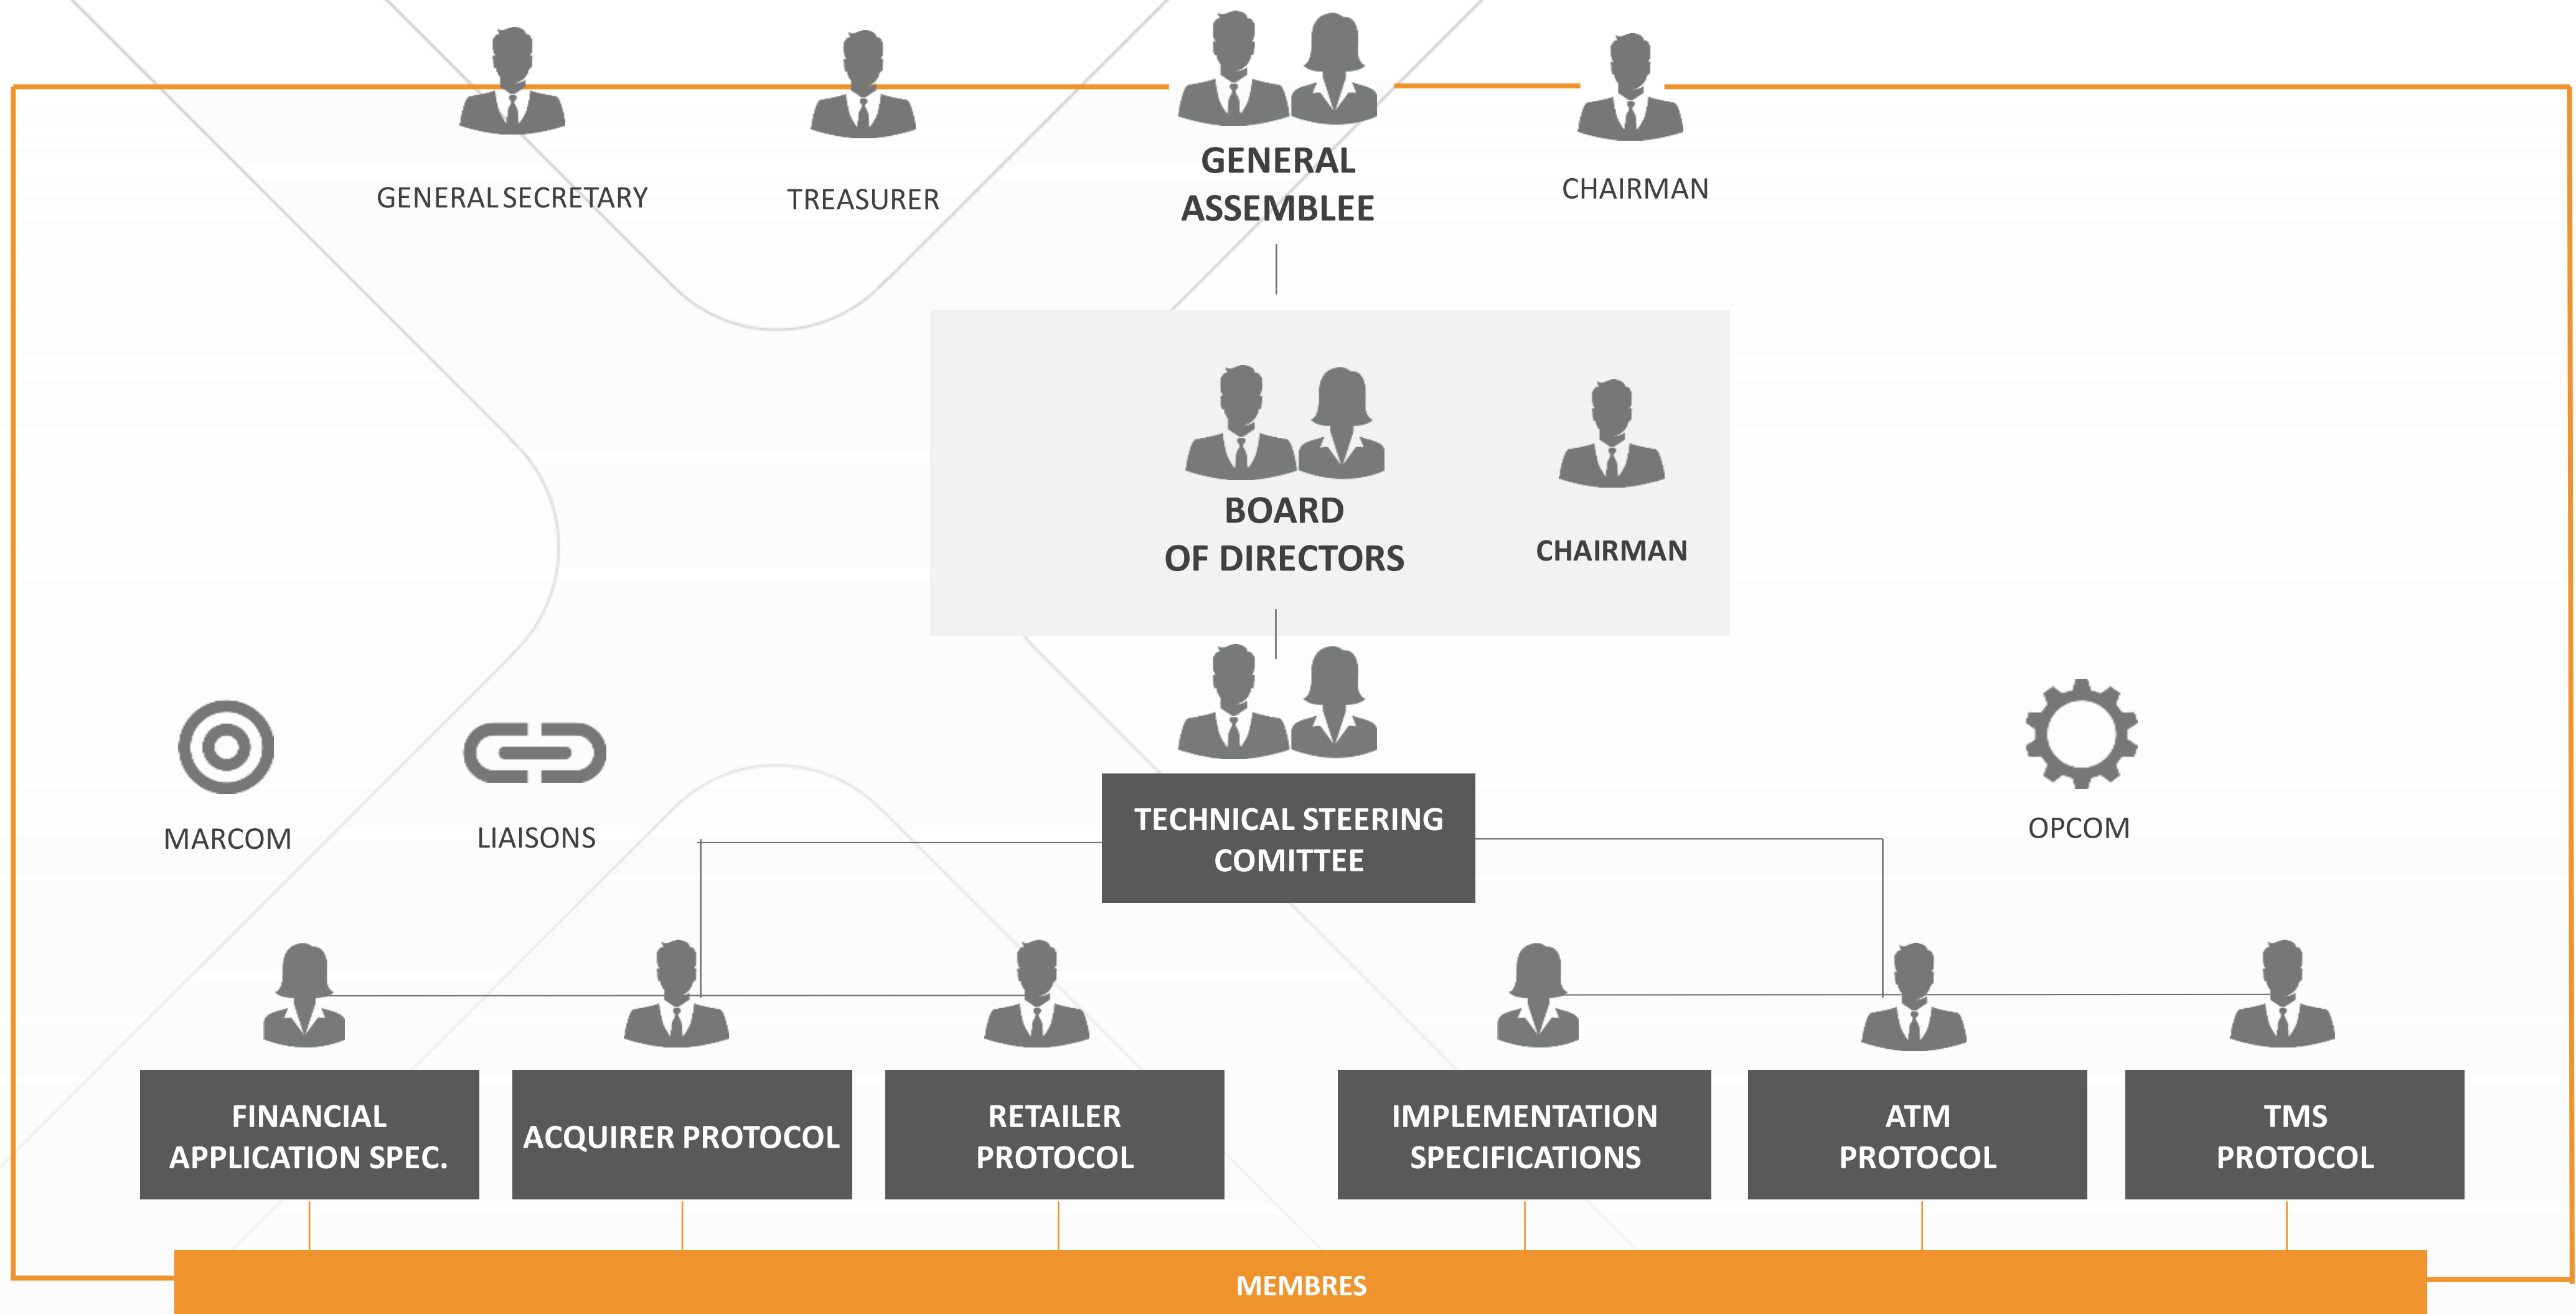 GENERAL SECRETARY
TREASURER
GENERAL
ASSEMBLEE
CHAIRMAN
BOARD
OF DIRECTORS
CHAIRMAN
MARCOM
LIAISONS
TECHNICAL STEERING
COMITTEE
OPCOM
FINANCIAL
APPLICATION SPEC.
ACQUIRER PROTOCOL
RETAILER
PROTOCOL
IMPLEMENTATION
SPECIFICATIONS
ATM
PROTOCOL
TMS
PROTOCOL
MEMBRES